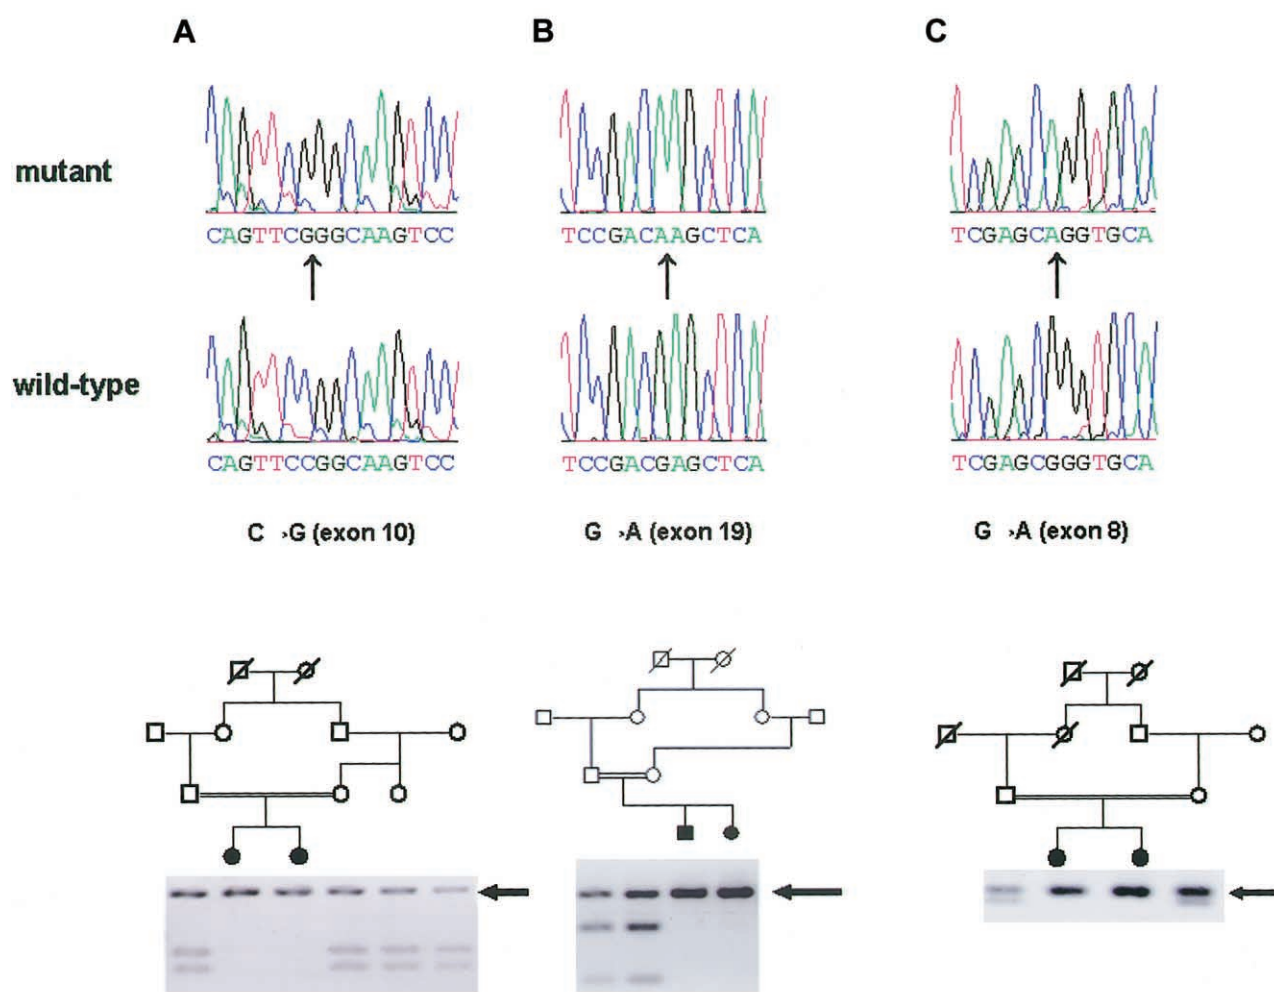 A B C
mutant
CAGTTCGGGCAAGTCC TCCGACAAGCTCA TCGAGCAGGTGCA
wild-type
CAGTTCCGGCAAGTCC TCCGACGAGCTCA TCGAGCGGGTGCA
C →G (exon 10) G →A (exon 19) G →A (exon 8)